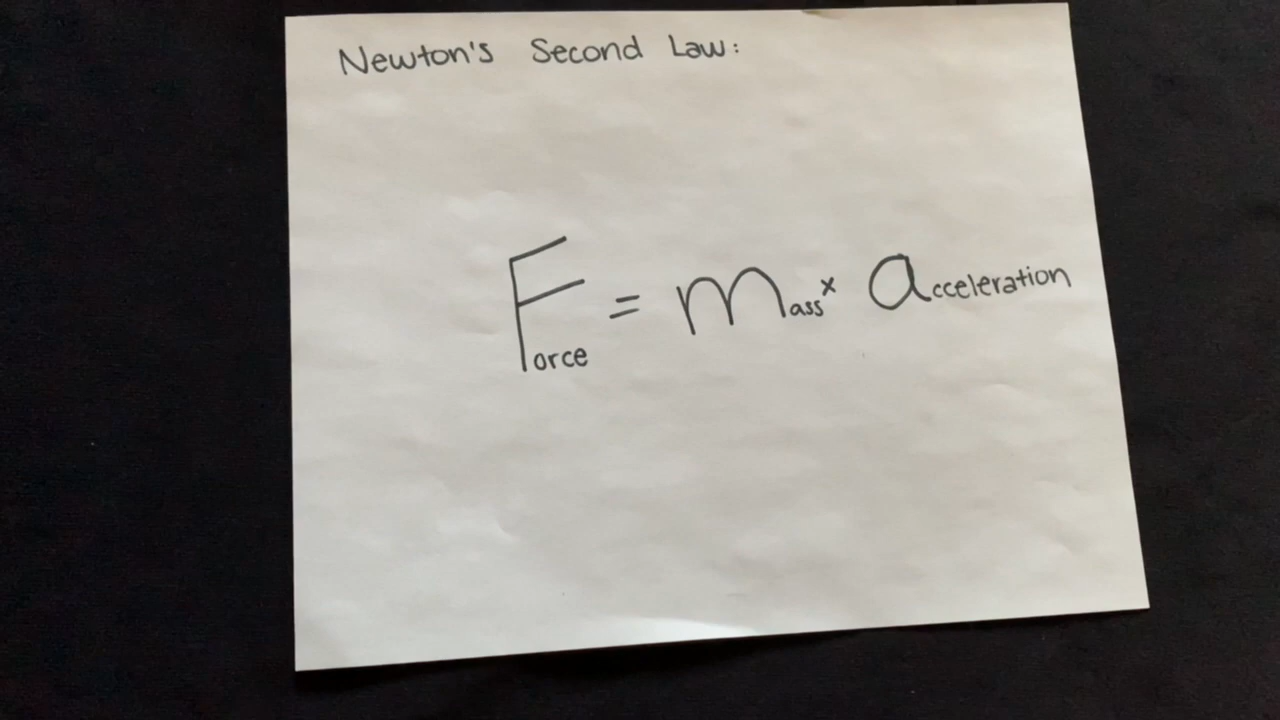 Newton's Second Law:
Force = mass x acceleration